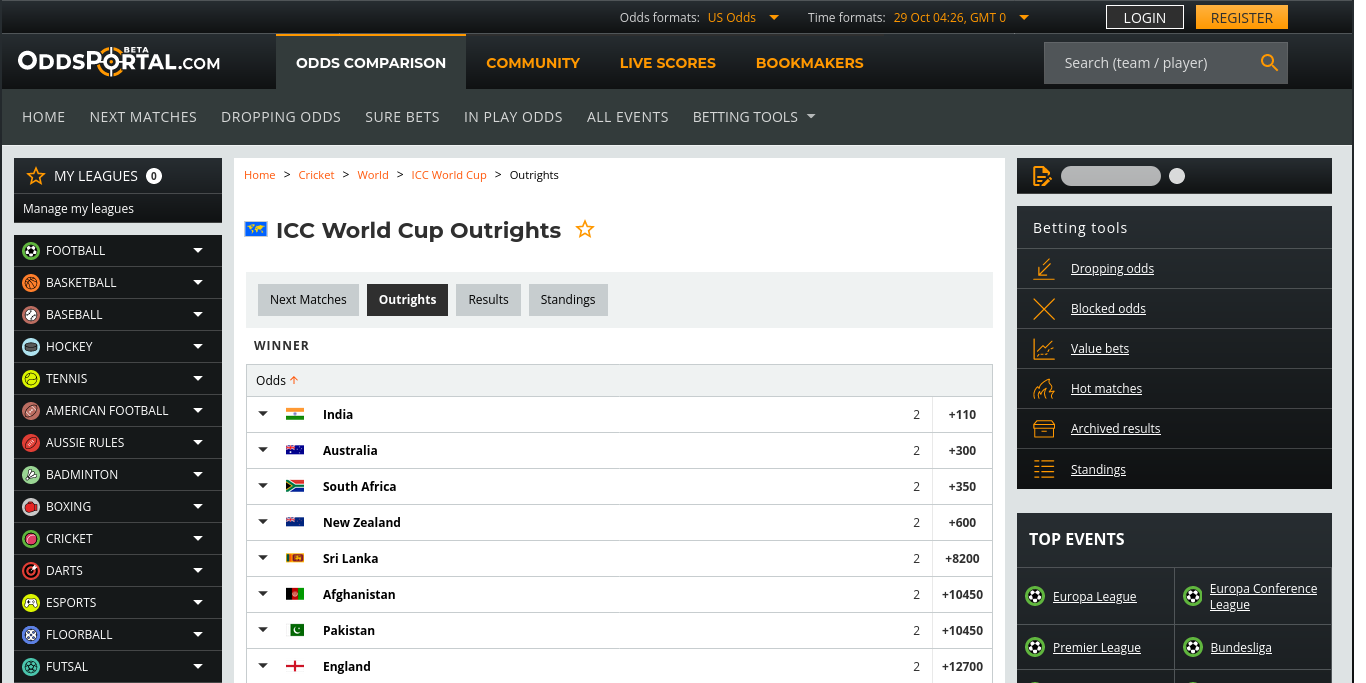 Odds formats: US Odds Time formats: 29 Oct 04:26, GMT 0 LOGIN REGISTER
BETA
ODDSPORTAL.COM
ODDS COMPARISON COMMUNITY LIVE SCORES BOOKMAKERS Search (team / player)
HOME NEXT MATCHES DROPPING ODDS SURE BETS IN PLAY ODDS ALL EVENTS BETTING TOOLS
MY LEAGUES 0
Manage my leagues
FOOTBALL
BASKETBALL
BASEBALL
HOCKEY
TENNIS
AMERICAN FOOTBALL
AUSSIE RULES
BADMINTON
BOXING
CRICKET
DARTS
ESPORTS
FLOORBALL
FUTSAL
Home > Cricket > World > ICC World Cup > Outrights
ICC World Cup Outrights
Next Matches Outrights Results Standings
WINNER
Odds
India 2 +110
Australia 2 +300
South Africa 2 +350
New Zealand 2 +600
Sri Lanka 2 +8200
Afghanistan 2 +10450
Pakistan 2 +10450
England 2 +12700
Betting tools
Dropping odds
Blocked odds
Value bets
Hot matches
Archived results
Standings
TOP EVENTS
Europa League
Europa Conference
League
Premier League
Bundesliga